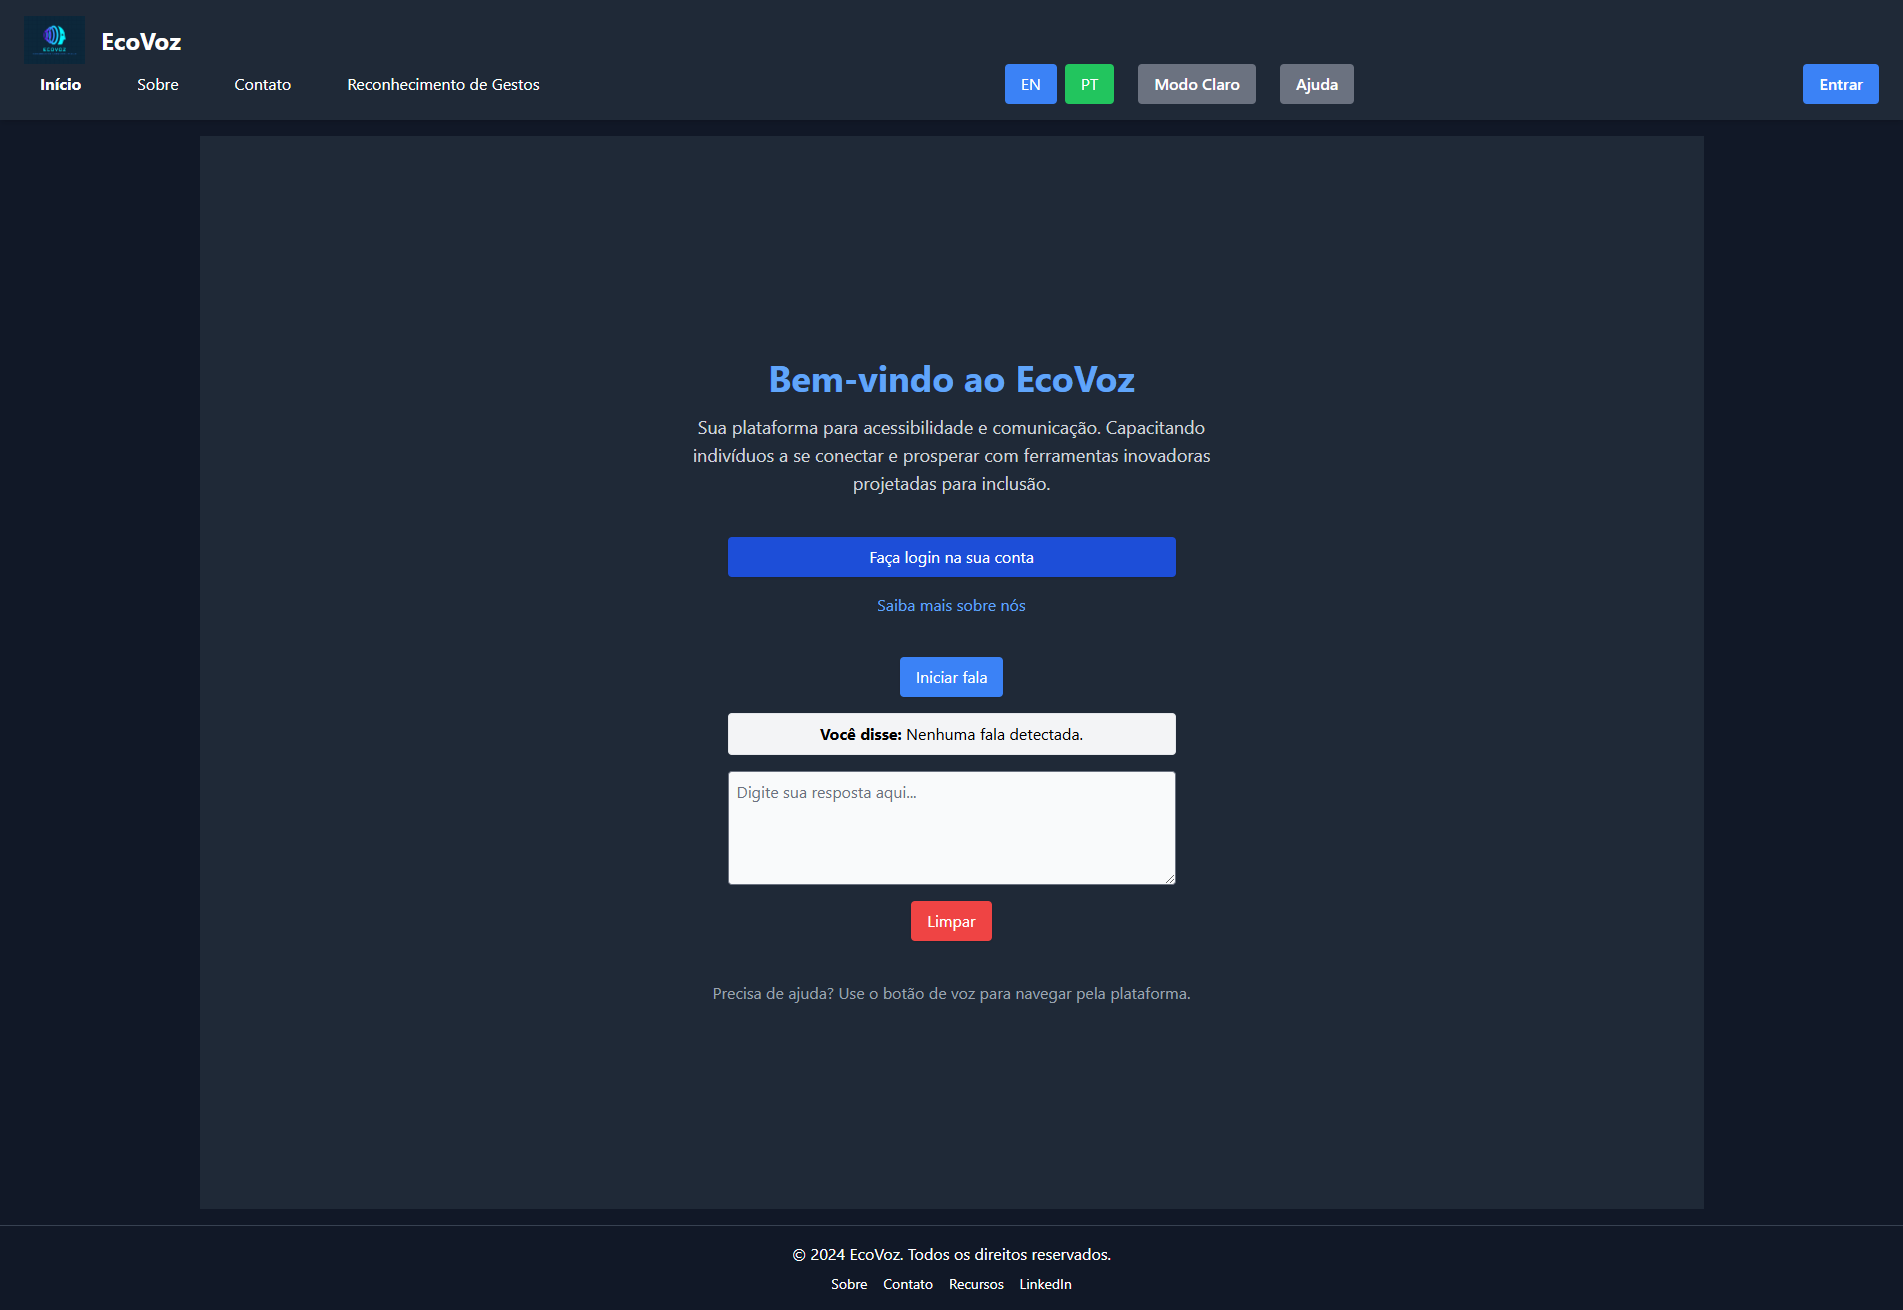 ECOVOZ
EcoVoz
Início Sobre Contato Reconhecimento de Gestos EN PT Modo Claro Ajuda Entrar
Bem-vindo ao EcoVoz
Sua plataforma para acessibilidade e comunicação. Capacitando
indivíduos a se conectar e prosperar com ferramentas inovadoras
projetadas para inclusão.
Faça login na sua conta
Saiba mais sobre nós
Iniciar fala
Você disse: Nenhuma fala detectada.
Digite sua resposta aqui...
Limpar
Precisa de ajuda? Use o botão de voz para navegar pela plataforma.
© 2024 EcoVoz. Todos os direitos reservados.
Sobre Contato Recursos LinkedIn